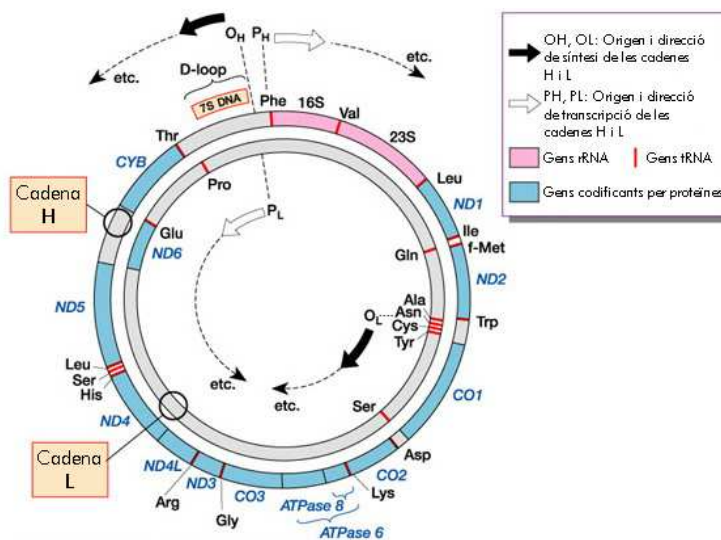 OH, OL: Origen i direcció
de síntesi de les cadenes
H i L
PH, PL: Origen i direcció
de transcripció de les
cadenes H i L
Gens rRNA
Gens tRNA
Gens codificants per proteïnes
OH PH
etc.
etc.
D-loop
7S DNA
Phe
16S
Val
23S
Thr
CYB
Pro
Leu
ND1
Cadena
H
Glu
ND6
PL
Ile
f-Met
Gln
ND2
ND5
OL
Ala
Asn
Cys
Tyr
Trp
Leu
Ser
His
etc.
etc.
CO1
Ser
ND4
Asp
Cadena
L
ND4L
ND3
CO3
CO2
Arg
Gly
ATPase 8
Lys
ATPase 6